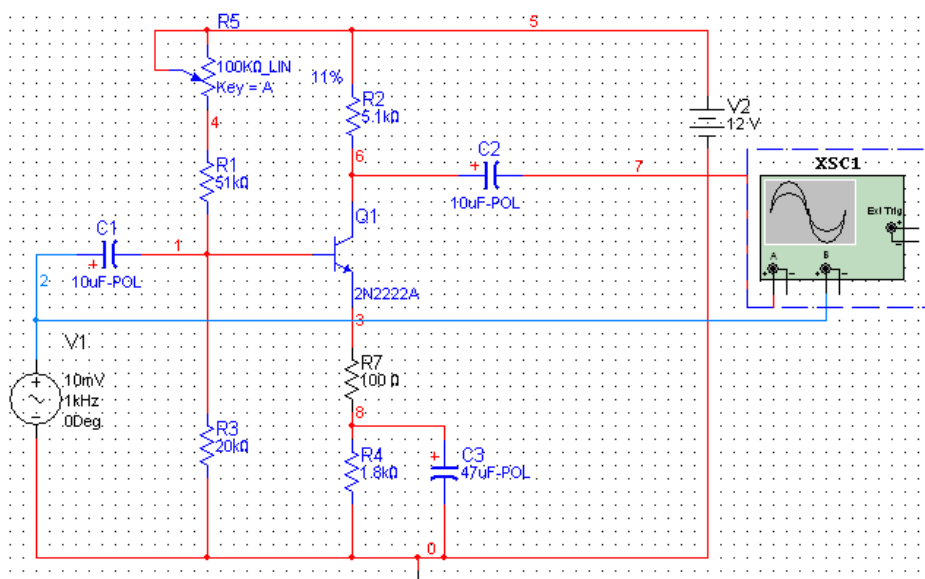 R5
5
100KΩ_LIN
Key = A
11%
R2
5.1kΩ
V2
12 V
4
6
C2
+
10uF-POL
7
XSC1
Ext Trig
+
-
A
B
+
-
+
-
R1
51kΩ
Q1
2N2222A
C1
+
10uF-POL
1
2
3
V1
+
-
10mV
1kHz
0Deg
R7
100 Ω
8
R3
20kΩ
R4
1.8kΩ
+
C3
47uF-POL
0